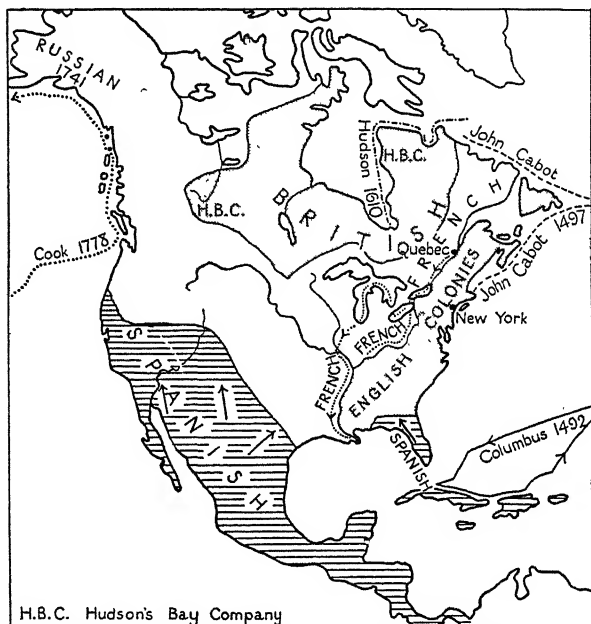 RUSSIAN
1741
Cook 1778
H.B.C.
Hudson 1610
H.B.C.
John Cabot
John Cabot 1497
BRITISH
FRENCH
Quebec
COLONIES
New York
FRENCH
FRENCH
ENGLISH
SPANISH
SPANISH
Columbus 1492
H.B.C. Hudson's Bay Company